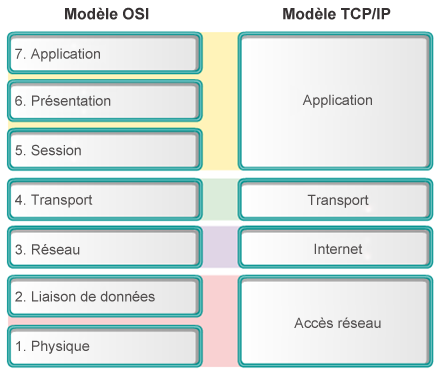 Modèle OSI
Modèle TCP/IP
7. Application
6. Présentation
5. Session
4. Transport
3. Réseau
2. Liaison de données
1. Physique
Application
Transport
Internet
Accès réseau